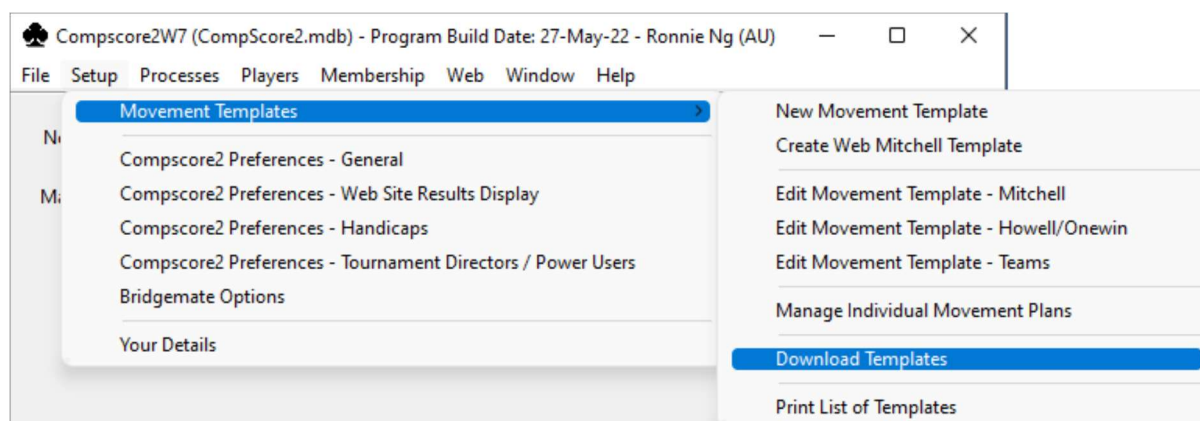 Compscore2W7 (CompScore2.mdb) - Program Build Date: 27-May-22 - Ronnie Ng (AU)
File Setup Processes Players Membership Web Window Help
Movement Templates
Compscore2 Preferences - General
Compscore2 Preferences - Web Site Results Display
Compscore2 Preferences - Handicaps
Compscore2 Preferences - Tournament Directors / Power Users
Bridgemate Options
Your Details
New Movement Template
Create Web Mitchell Template
Edit Movement Template - Mitchell
Edit Movement Template - Howell/Onewin
Edit Movement Template - Teams
Manage Individual Movement Plans
Download Templates
Print List of Templates